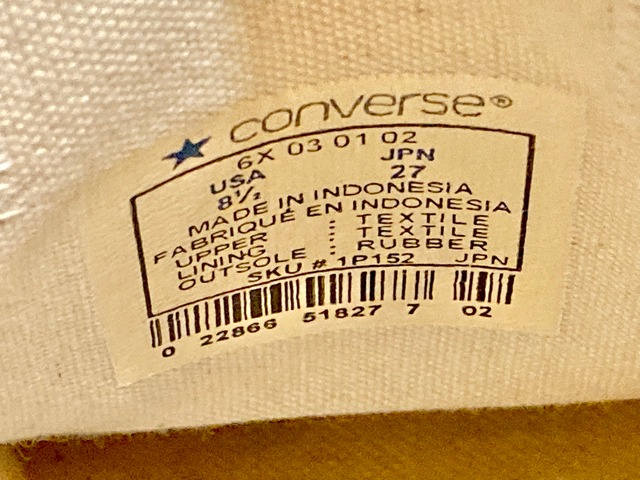 converse®
6X 03 01 02
USA JPN
8½ 27
MADE IN INDONESIA
FABRIQUÉ EN INDONESIA
UPPER : TEXTILE
LINING : TEXTILE
OUTSOLE : RUBBER
SKU # 1P152 JPN
0 22866 51827 7 02